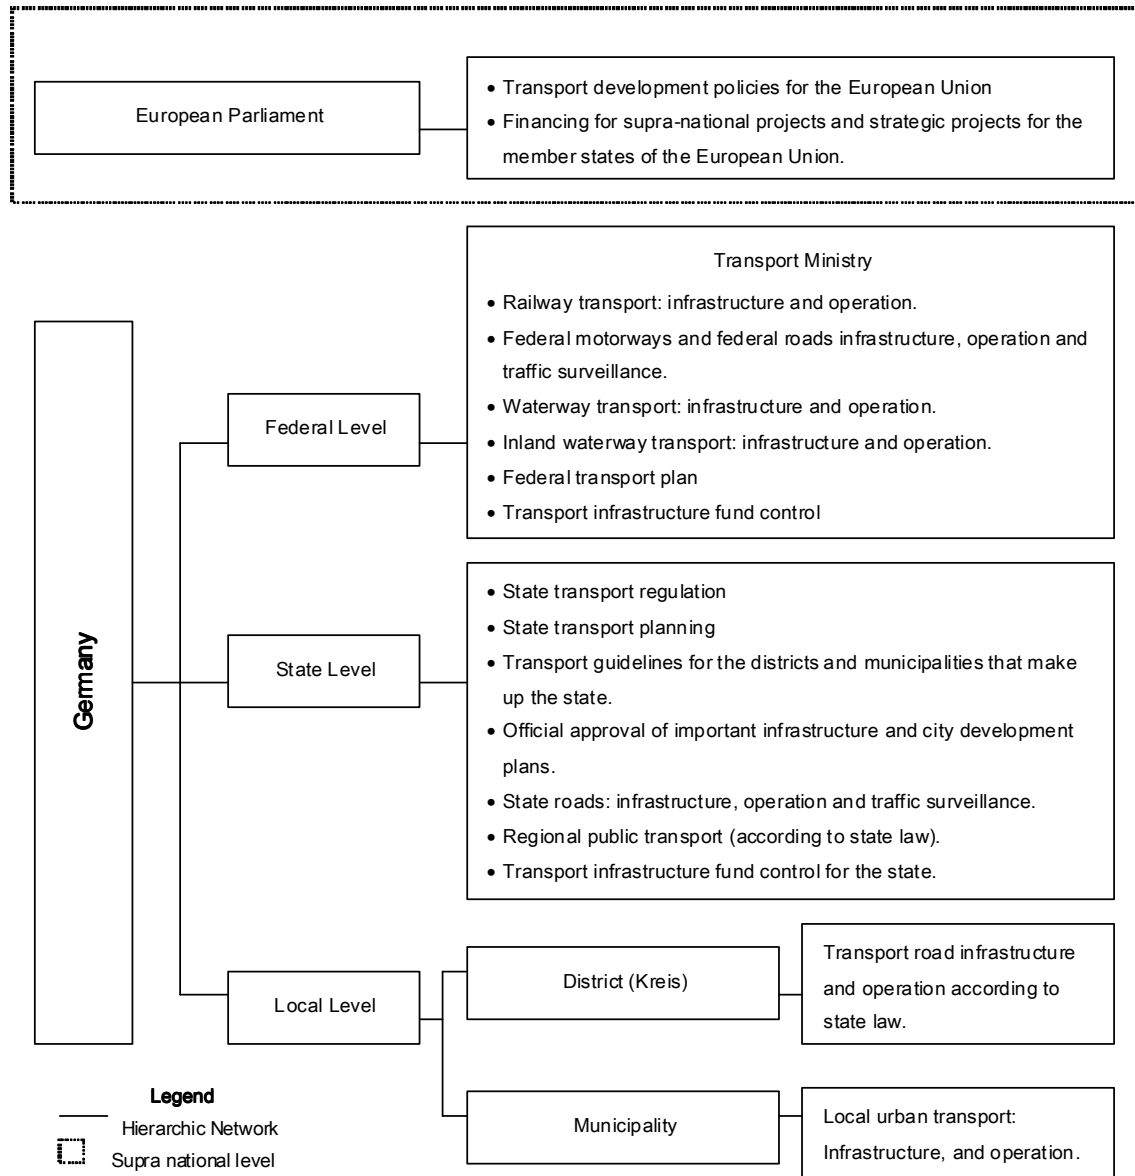 European Parliament
• Transport development policies for the European Union
• Financing for supra-national projects and strategic projects for the
member states of the European Union.
Germany
Federal Level
Transport Ministry
• Railway transport: infrastructure and operation.
• Federal motorways and federal roads infrastructure, operation and
traffic surveillance.
• Waterway transport: infrastructure and operation.
• Inland waterway transport: infrastructure and operation.
• Federal transport plan
• Transport infrastructure fund control
State Level
• State transport regulation
• State transport planning
• Transport guidelines for the districts and municipalities that make
up the state.
• Official approval of important infrastructure and city development
plans.
• State roads: infrastructure, operation and traffic surveillance.
• Regional public transport (according to state law).
• Transport infrastructure fund control for the state.
Local Level
District (Kreis)
Transport road infrastructure
and operation according to
state law.
Municipality
Local urban transport:
Infrastructure, and operation.
Legend
Hierarchic Network
Supra national level